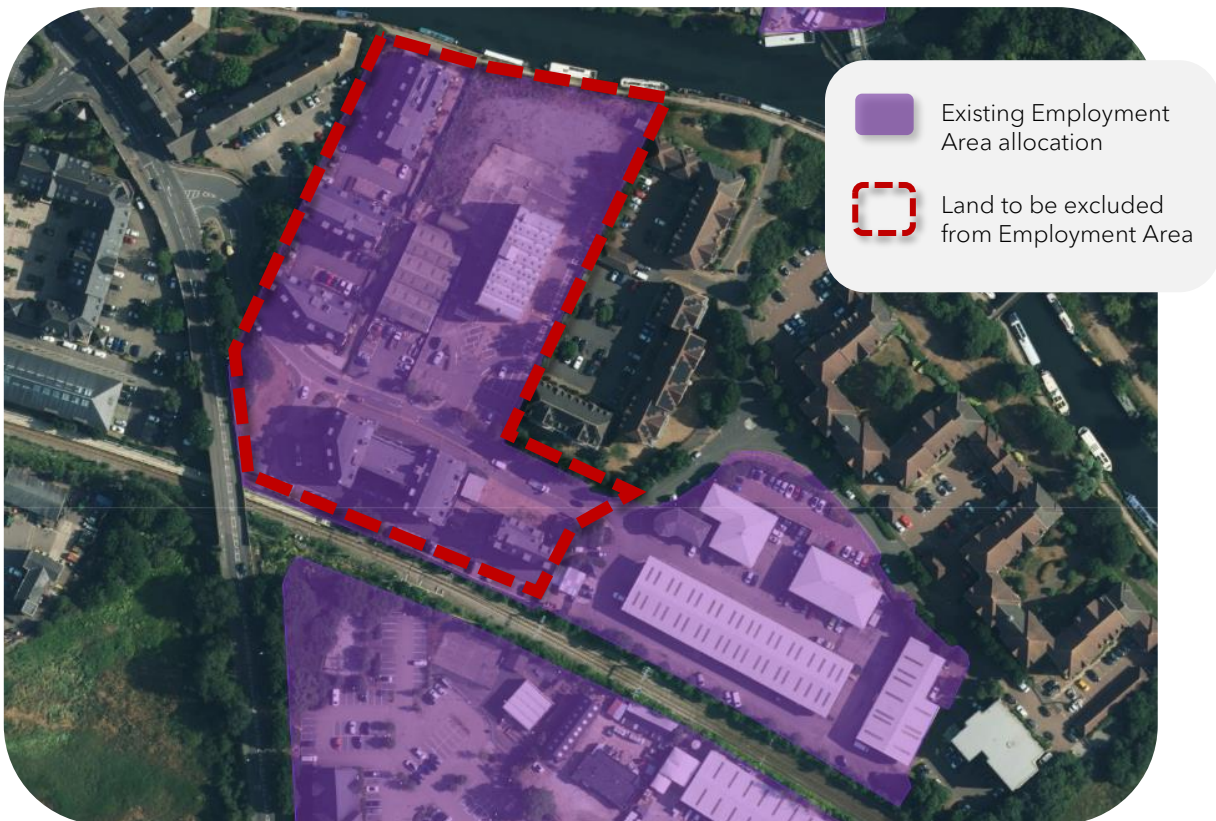 Existing Employment
Area allocation
Land to be excluded
from Employment Area